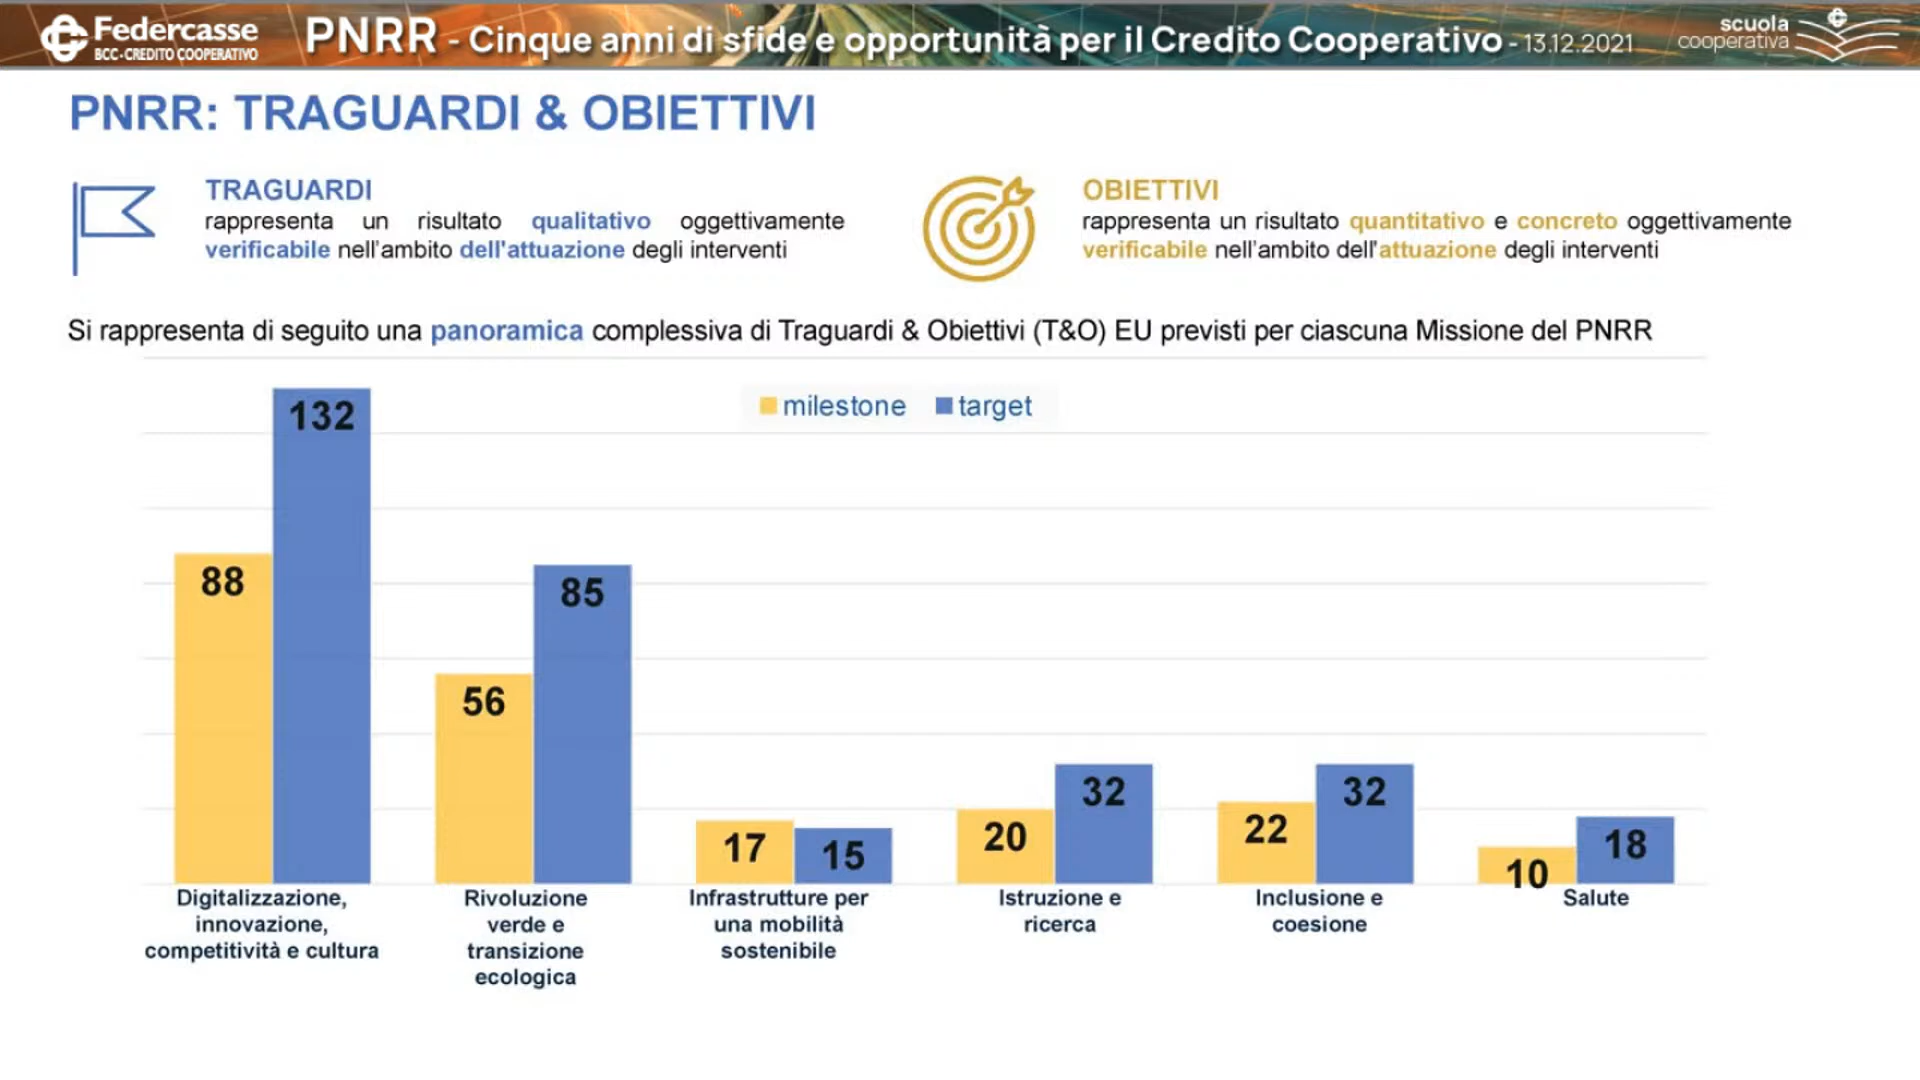 Federcasse
BCC-CREDITO COOPERATIVO
PNRR - Cinque anni di sfide e opportunità per il Credito Cooperativo - 13.12.2021
scuola
cooperativa
PNRR: TRAGUARDI & OBIETTIVI
TRAGUARDI
rappresenta un risultato qualitativo oggettivamente
verificabile nell'ambito dell'attuazione degli interventi
OBIETTIVI
rappresenta un risultato quantitativo e concreto oggettivamente
verificabile nell'ambito dell'attuazione degli interventi
Si rappresenta di seguito una panoramica complessiva di Traguardi & Obiettivi (T&O) EU previsti per ciascuna Missione del PNRR
milestone target
132
88
85
56
17
15
20
32
22
32
10
18
Digitalizzazione,
innovazione,
competitività e cultura
Rivoluzione
verde e
transizione
ecologica
Infrastrutture per
una mobilità
sostenibile
Istruzione e
ricerca
Inclusione e
coesione
Salute